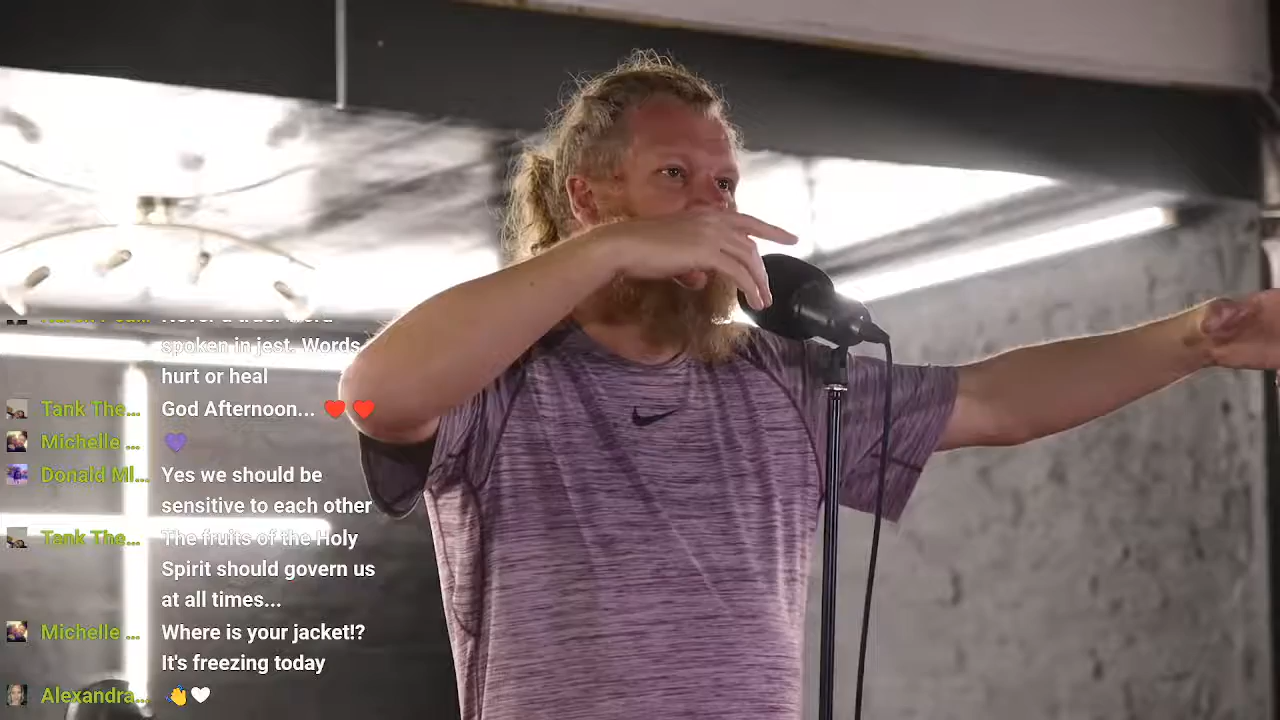 spoken in jest. Words
hurt or heal
Tank The... God Afternoon... ❤️ ❤️
Michelle ... 💜
Donald Ml... Yes we should be
sensitive to each other
Tank The... The fruits of the Holy
Spirit should govern us
at all times...
Michelle ... Where is your jacket!?
It's freezing today
Alexandra... 👋🤍